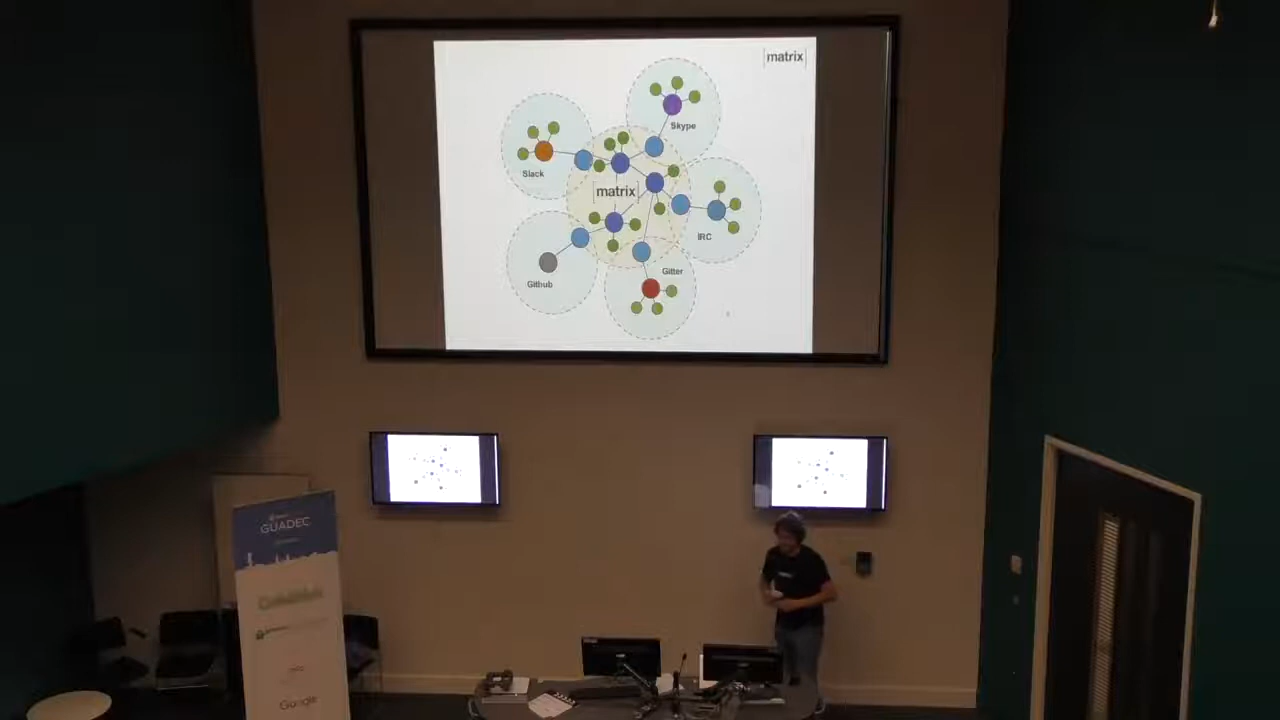 [matrix]
Skype
Slack
[matrix]
IRC
Gitter
Github
GUADEC
Google